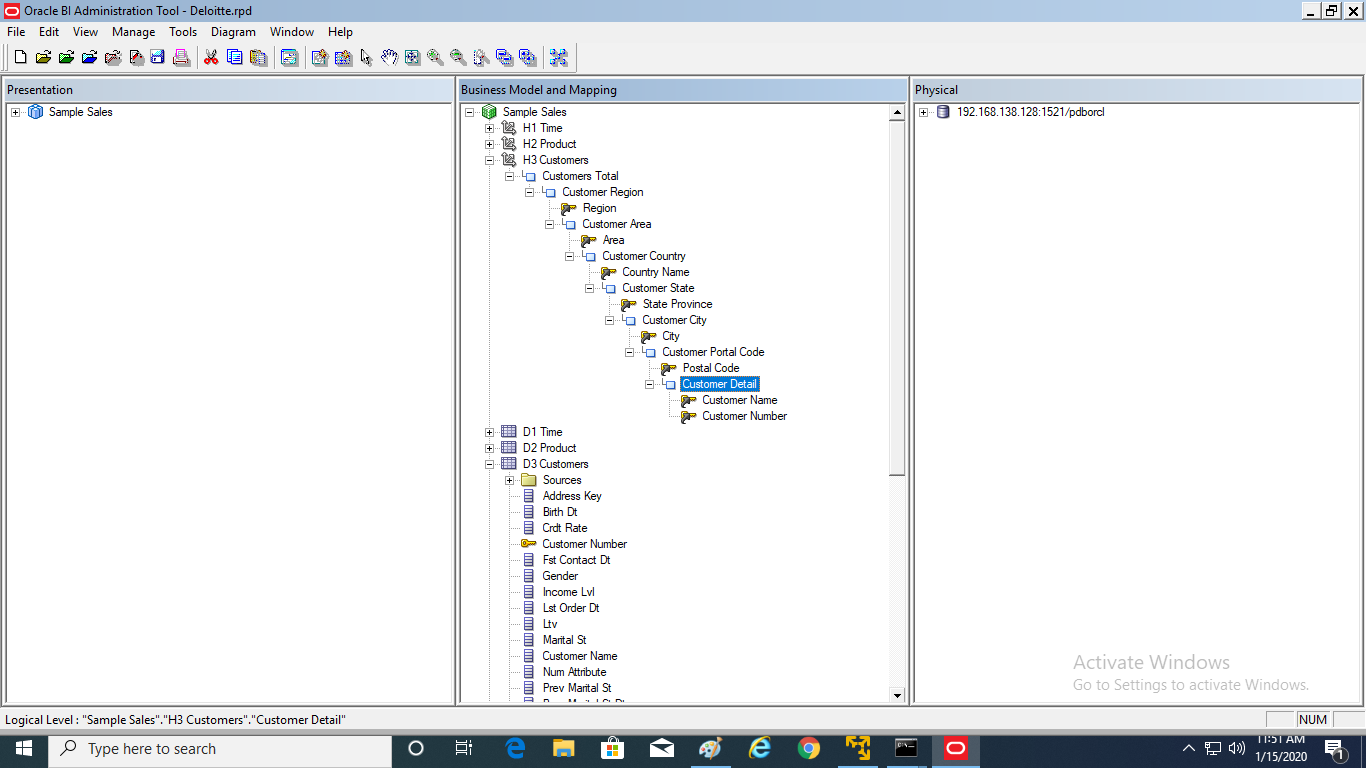 Oracle BI Administration Tool - Deloitte.rpd
File Edit View Manage Tools Diagram Window Help
Presentation
Sample Sales
Business Model and Mapping
Sample Sales
H1 Time
H2 Product
H3 Customers
Customers Total
Customer Region
Region
Customer Area
Area
Customer Country
Country Name
Customer State
State Province
Customer City
City
Customer Portal Code
Postal Code
Customer Detail
Customer Name
Customer Number
D1 Time
D2 Product
D3 Customers
Sources
Address Key
Birth Dt
Crdt Rate
Customer Number
Fst Contact Dt
Gender
Income Lvl
Lst Order Dt
Ltv
Marital St
Customer Name
Num Attribute
Prev Marital St
Physical
192.168.138.128:1521/pdborcl
Activate Windows
Go to Settings to activate Windows.
Logical Level : "Sample Sales"."H3 Customers"."Customer Detail"
NUM
Type here to search
11:51 AM
1/15/2020
1